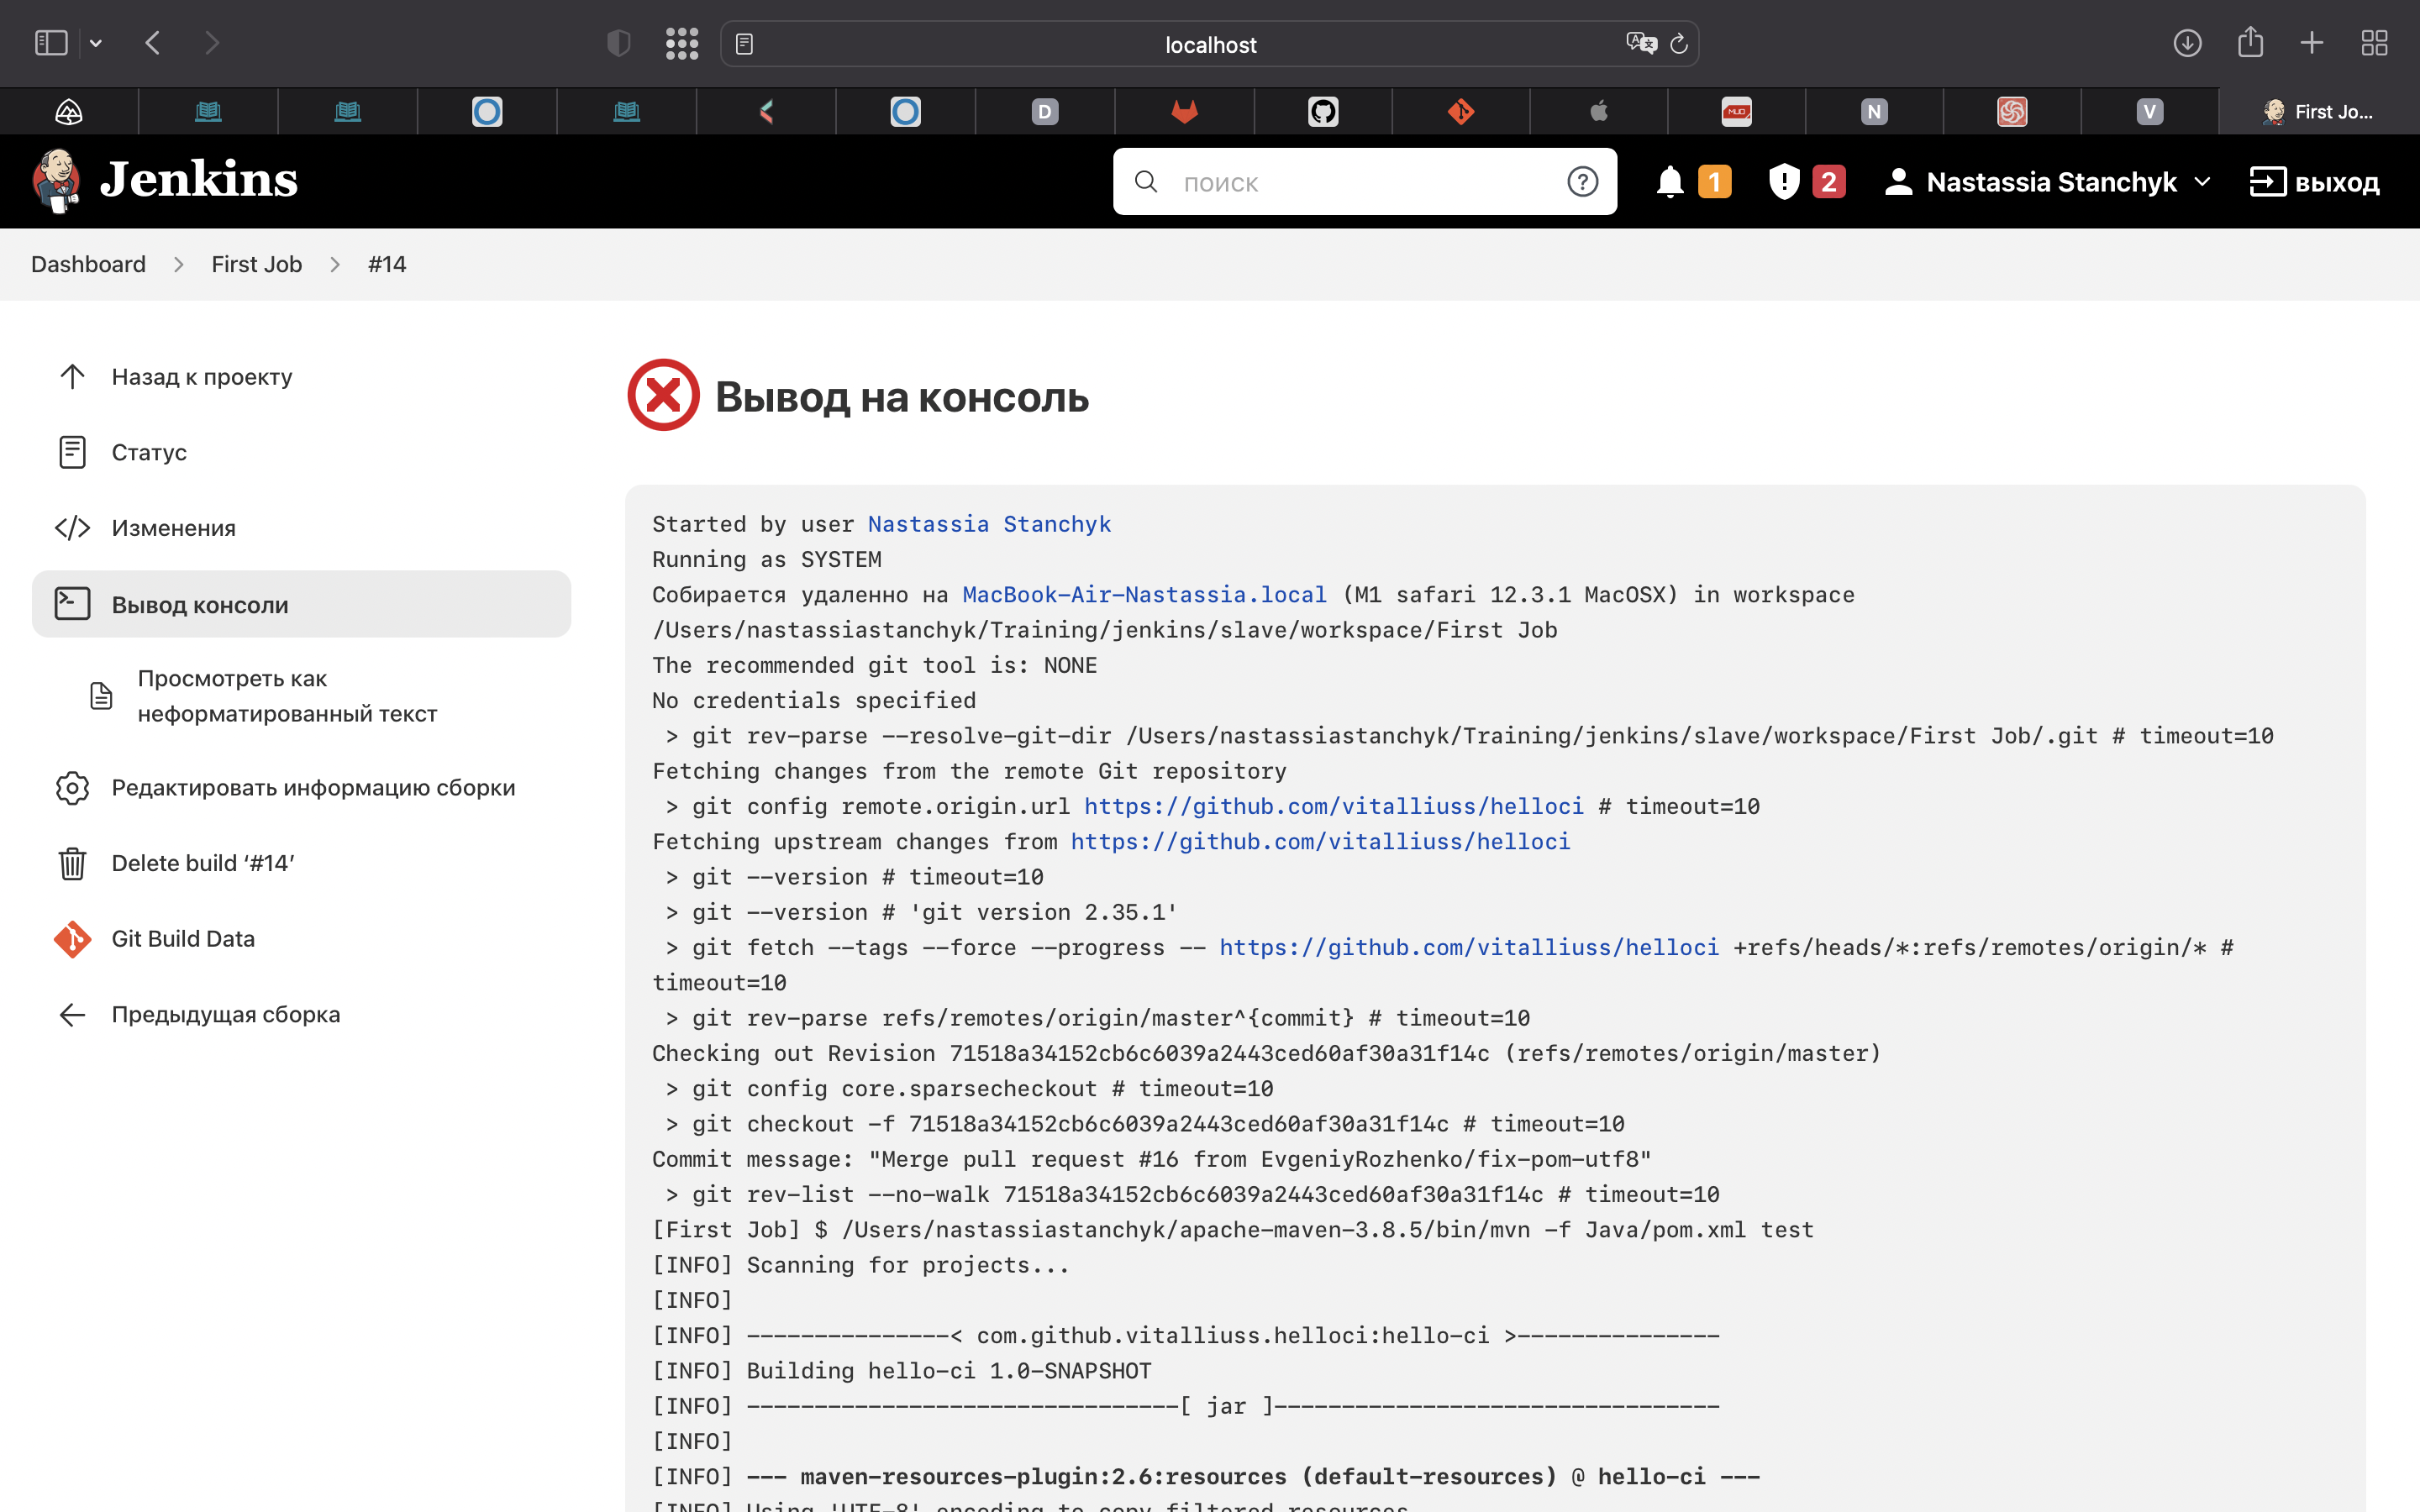 localhost
D
MUO
N
V
First Jo...
Jenkins
поиск
1
2
Nastassia Stanchyk
выход
Dashboard
First Job
#14
Назад к проекту
Статус
Изменения
Вывод консоли
Просмотреть как
неформатированный текст
Редактировать информацию сборки
Delete build ‘#14’
Git Build Data
Предыдущая сборка
Вывод на консоль
Started by user Nastassia Stanchyk
Running as SYSTEM
Собирается удаленно на MacBook-Air-Nastassia.local (M1 safari 12.3.1 MacOSX) in workspace
/Users/nastassiastanchyk/Training/jenkins/slave/workspace/First Job
The recommended git tool is: NONE
No credentials specified
> git rev-parse --resolve-git-dir /Users/nastassiastanchyk/Training/jenkins/slave/workspace/First Job/.git # timeout=10
Fetching changes from the remote Git repository
> git config remote.origin.url https://github.com/vitalliuss/helloci # timeout=10
Fetching upstream changes from https://github.com/vitalliuss/helloci
> git --version # timeout=10
> git --version # 'git version 2.35.1'
> git fetch --tags --force --progress -- https://github.com/vitalliuss/helloci +refs/heads/*:refs/remotes/origin/* #
timeout=10
> git rev-parse refs/remotes/origin/master^{commit} # timeout=10
Checking out Revision 71518a34152cb6c6039a2443ced60af30a31f14c (refs/remotes/origin/master)
> git config core.sparsecheckout # timeout=10
> git checkout -f 71518a34152cb6c6039a2443ced60af30a31f14c # timeout=10
Commit message: "Merge pull request #16 from EvgeniyRozhenko/fix-pom-utf8"
> git rev-list --no-walk 71518a34152cb6c6039a2443ced60af30a31f14c # timeout=10
[First Job] $ /Users/nastassiastanchyk/apache-maven-3.8.5/bin/mvn -f Java/pom.xml test
[INFO] Scanning for projects...
[INFO]
[INFO] ---------------< com.github.vitalliuss.helloci:hello-ci >---------------
[INFO] Building hello-ci 1.0-SNAPSHOT
[INFO] --------------------------------[ jar ]---------------------------------
[INFO]
[INFO] --- maven-resources-plugin:2.6:resources (default-resources) @ hello-ci ---
[INFO] Using 'UTF-8' encoding to copy filtered resources.